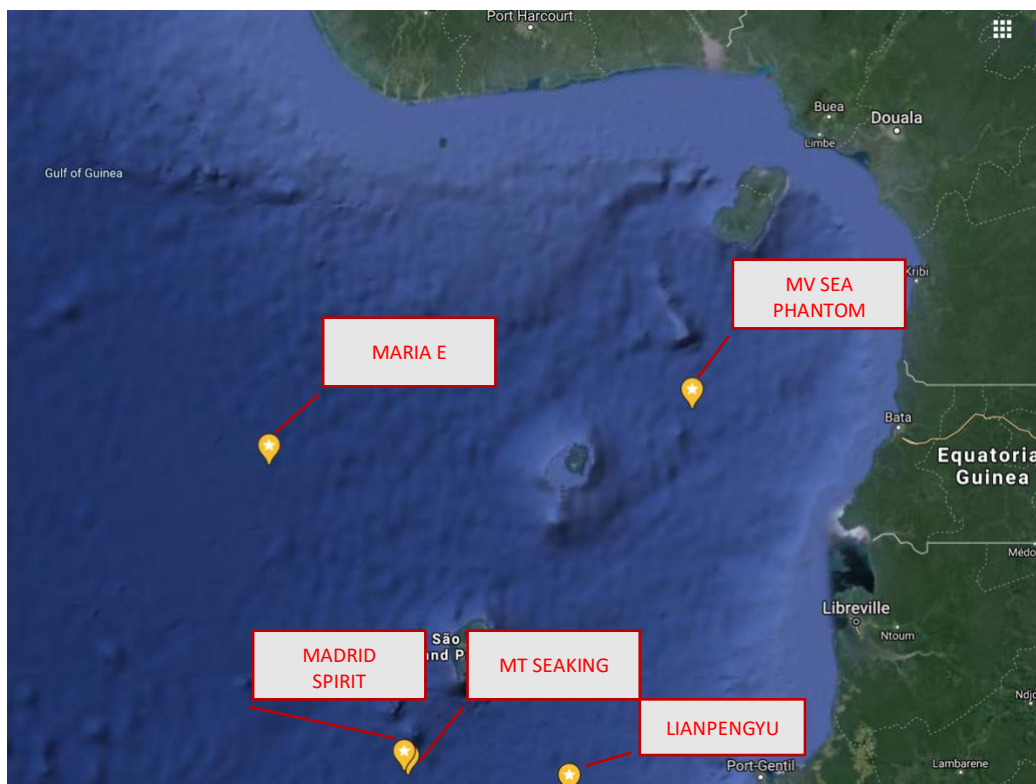 Port Harcourt
Buea
Douala
Limbe
Gulf of Guinea
Kribi
MV SEA
PHANTOM
MARIA E
Bata
Equatoria
Guinea
Médo
Libreville
Ntoum
São
and P
MADRID
SPIRIT
MT SEAKING
Ndj
LIANPENGYU
Port-Gentil
Lambarene